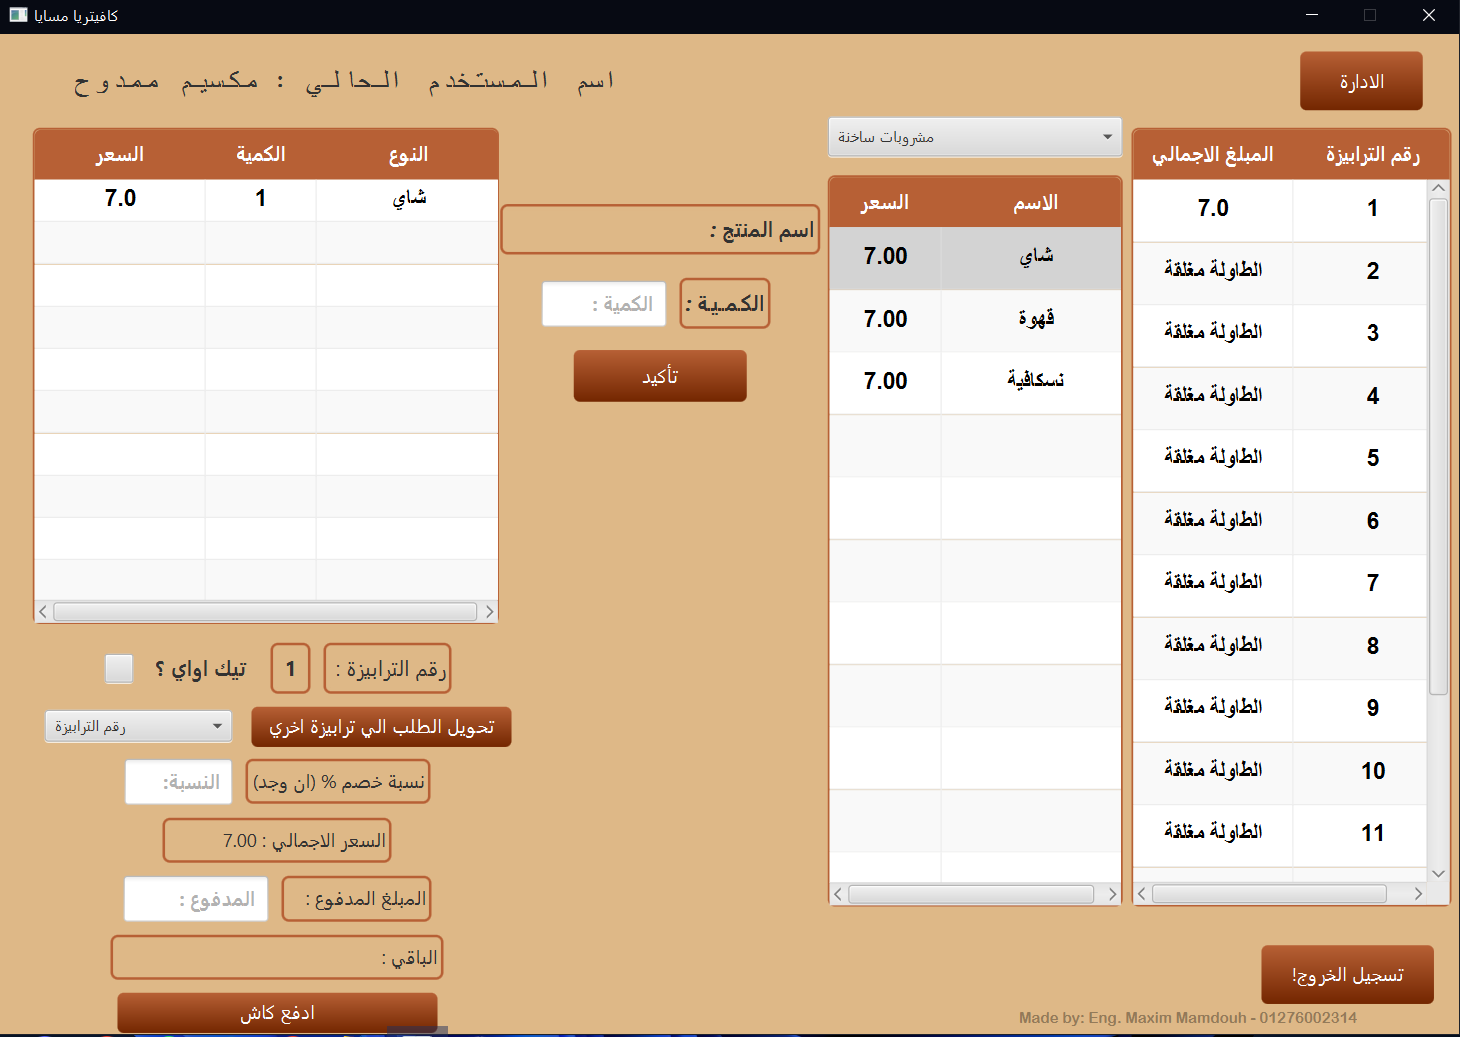 كافيتريا مسايا
اسم المستخدم الحالي : مكسيم ممدوح
الادارة
رقم الترابيزة المبلغ الاجمالي
1 7.0
2 الطاولة مغلقة
3 الطاولة مغلقة
4 الطاولة مغلقة
5 الطاولة مغلقة
6 الطاولة مغلقة
7 الطاولة مغلقة
8 الطاولة مغلقة
9 الطاولة مغلقة
10 الطاولة مغلقة
11 الطاولة مغلقة
مشروبات ساخنة
الاسم السعر
شاي 7.00
قهوة 7.00
نسكافية 7.00
اسم المنتج :
الكمـيـة : الكمية :
تأكيد
النوع الكمية السعر
شاي 1 7.0
رقم الترابيزة : 1 تيك اواي ؟
تحويل الطلب الي ترابيزة اخري رقم الترابيزة
نسبة خصم % (ان وجد) النسبة:
السعر الاجمالي : 7.00
المبلغ المدفوع : المدفوع :
الباقي :
ادفع كاش
تسجيل الخروج!
Made by: Eng. Maxim Mamdouh - 01276002314